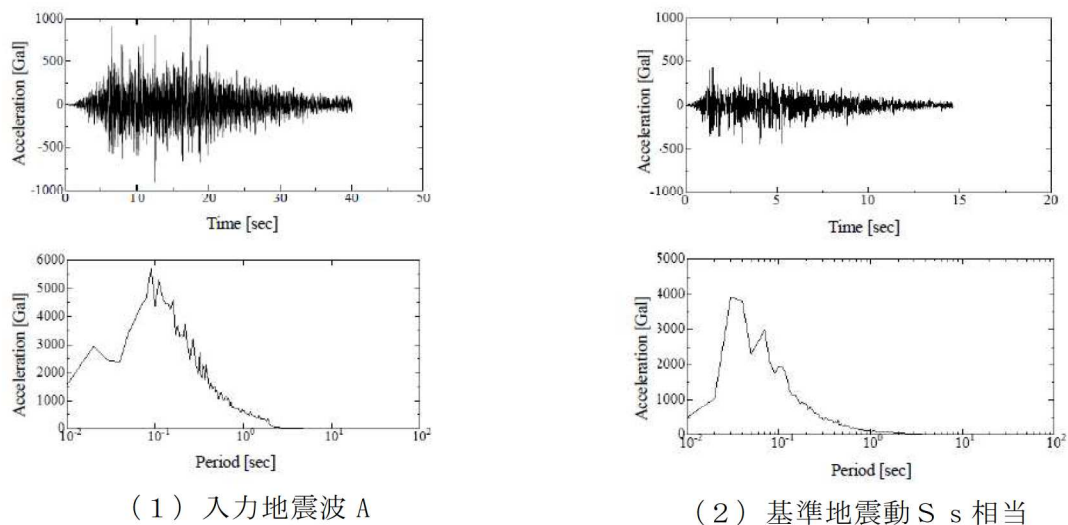 1000
500
0
-500
-1000
Acceleration [Gal]
0 10 20 30 40 50
Time [sec]
6000
5000
4000
3000
2000
1000
0
Acceleration [Gal]
10-2 10-1 100 101 102
Period [sec]
(1) 入力地震波 A
1000
500
0
-500
-1000
Acceleration [Gal]
0 5 10 15 20
Time [sec]
5000
4000
3000
2000
1000
0
Acceleration [Gal]
10-2 10-1 100 101 102
Period [sec]
(2) 基準地震動Ss相当